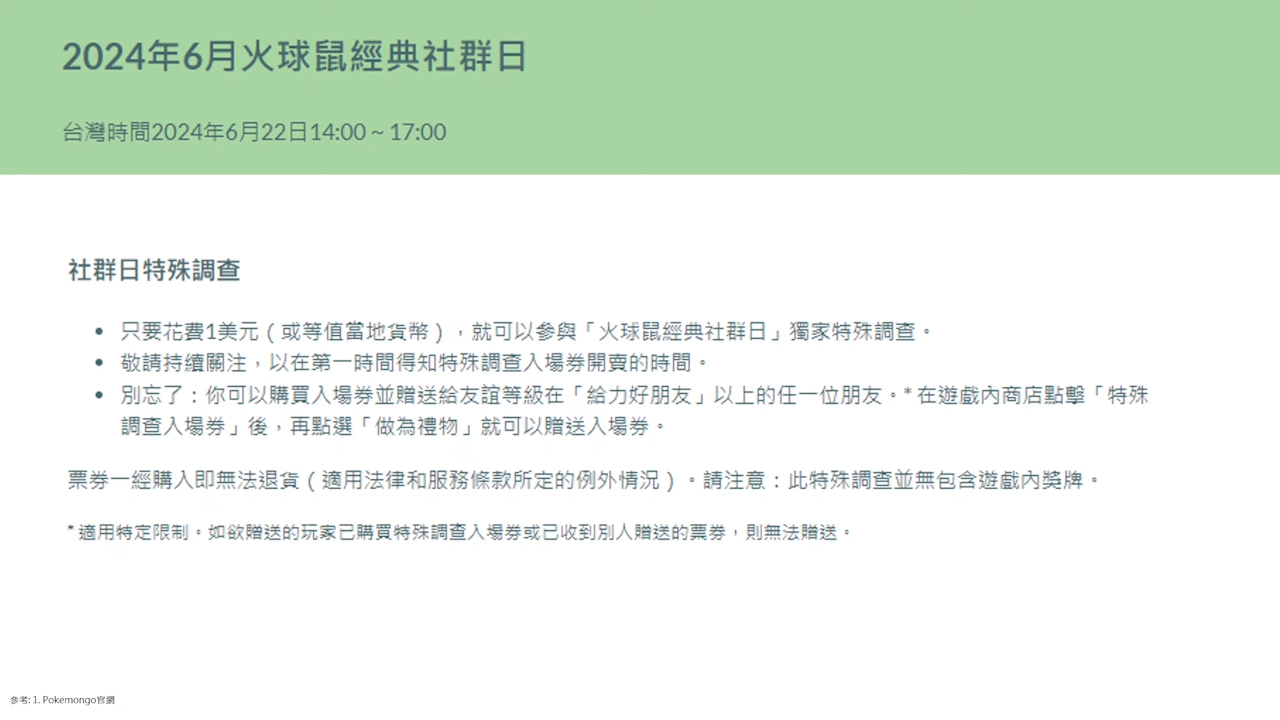 2024年6月火球鼠經典社群日
台灣時間2024年6月22日14:00 ~ 17:00
社群日特殊調查
• 只要花費1美元（或等值當地貨幣），就可以參與「火球鼠經典社群日」獨家特殊調查。
• 敬請持續關注，以在第一時間得知特殊調查入場券開賣的時間。
• 別忘了：你可以購買入場券並贈送給友誼等級在「給力好朋友」以上的任一位朋友。* 在遊戲內商店點擊「特殊
調查入場券」後，再點選「做為禮物」就可以贈送入場券。
票券一經購入即無法退貨（適用法律和服務條款所定的例外情況）。請注意：此特殊調查並無包含遊戲內獎牌。
* 適用特定限制。如欲贈送的玩家已購買特殊調查入場券或已收到別人贈送的票券，則無法贈送。
參考: 1. Pokemongo官網